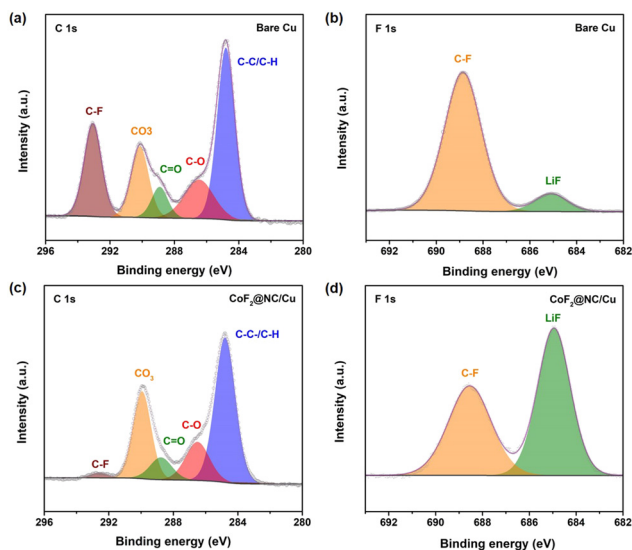 (a)
C 1s
Bare Cu
C-F
CO3
C=O
C-O
C-C/C-H
Intensity (a.u.)
296 292 288 284 280
Binding energy (eV)
(b)
F 1s
Bare Cu
C-F
LiF
Intensity (a.u.)
692 690 688 686 684 682
Binding energy (eV)
(c)
C 1s
CoF₂@NC/Cu
C-F
CO₃
C=O
C-O
C-C-/C-H
Intensity (a.u.)
296 292 288 284 280
Binding energy (eV)
(d)
F 1s
CoF₂@NC/Cu
C-F
LiF
Intensity (a.u.)
692 690 688 686 684 682
Binding energy (eV)